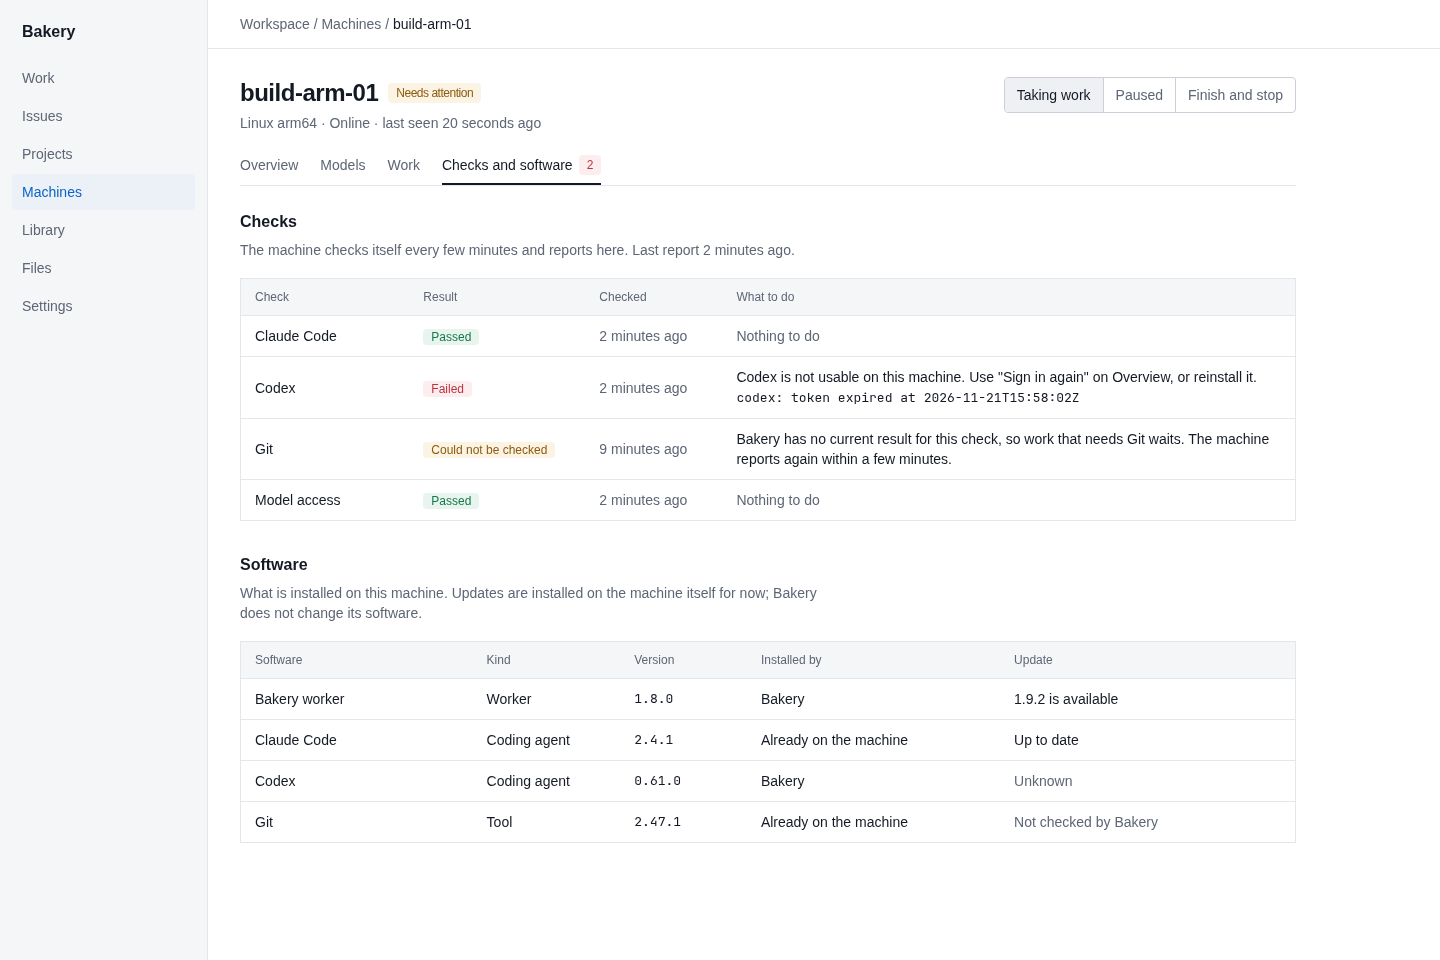 Bakery
Work
Issues
Projects
Machines
Library
Files
Settings
Workspace / Machines / build-arm-01
build-arm-01 Needs attention
Taking work Paused Finish and stop
Linux arm64 · Online · last seen 20 seconds ago
Overview Models Work Checks and software 2
Checks
The machine checks itself every few minutes and reports here. Last report 2 minutes ago.
Check Result Checked What to do
Claude Code Passed 2 minutes ago Nothing to do
Codex Failed 2 minutes ago Codex is not usable on this machine. Use "Sign in again" on Overview, or reinstall it.
codex: token expired at 2026-11-21T15:58:02Z
Git Could not be checked 9 minutes ago Bakery has no current result for this check, so work that needs Git waits. The machine
reports again within a few minutes.
Model access Passed 2 minutes ago Nothing to do
Software
What is installed on this machine. Updates are installed on the machine itself for now; Bakery
does not change its software.
Software Kind Version Installed by Update
Bakery worker Worker 1.8.0 Bakery 1.9.2 is available
Claude Code Coding agent 2.4.1 Already on the machine Up to date
Codex Coding agent 0.61.0 Bakery Unknown
Git Tool 2.47.1 Already on the machine Not checked by Bakery